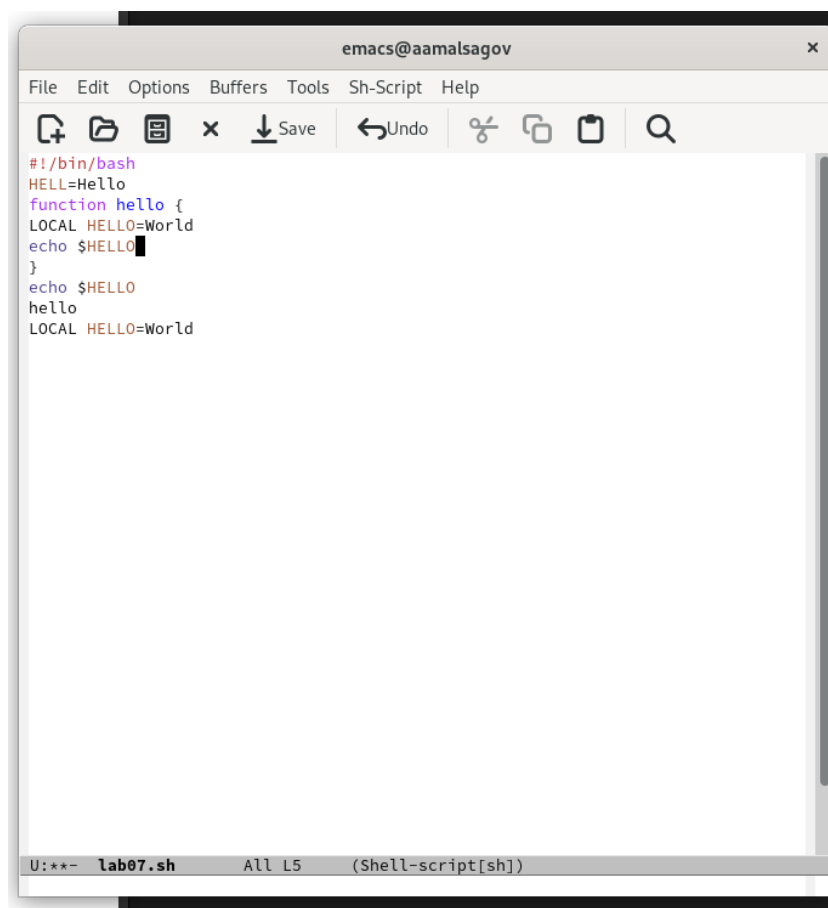 emacs@aamalsagov ×
File Edit Options Buffers Tools Sh-Script Help
Save Undo
#!/bin/bash
HELL=Hello
function hello {
LOCAL HELLO=World
echo $HELLO
}
echo $HELLO
hello
LOCAL HELLO=World
U:**- lab07.sh All L5 (Shell-script[sh])